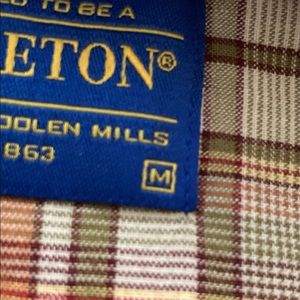 ED TO BE A
ETON®
OOLEN MILLS
863
M